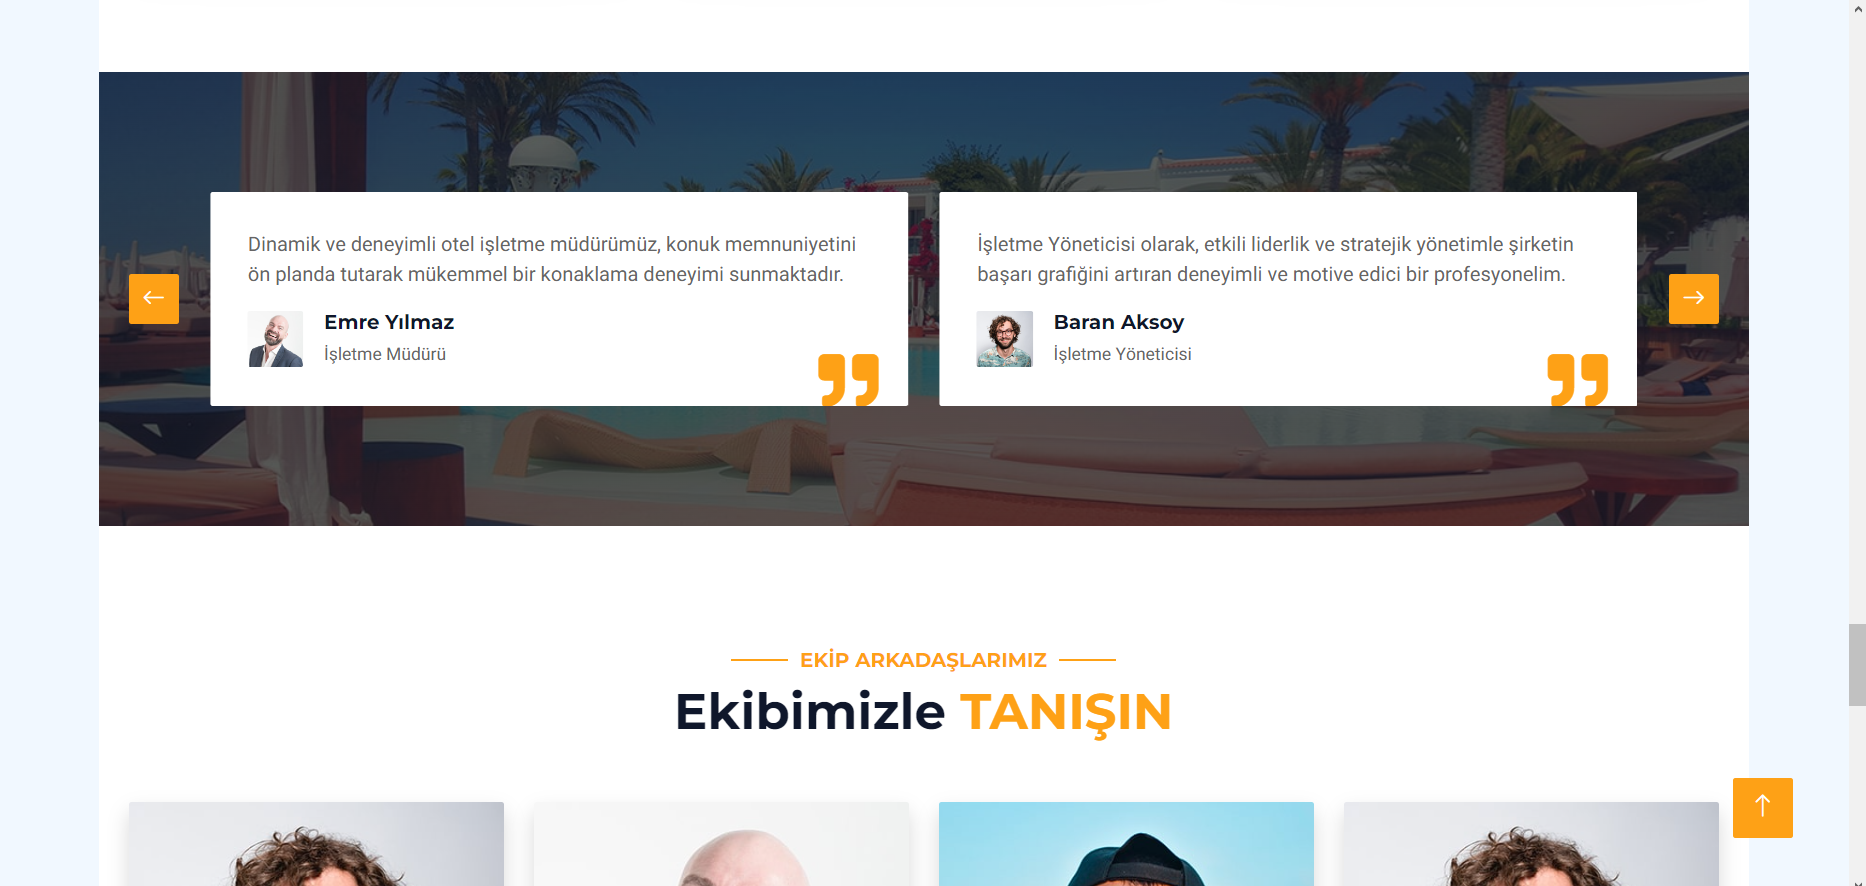 Dinamik ve deneyimli otel işletme müdürümüz, konuk memnuniyetini
ön planda tutarak mükemmel bir konaklama deneyimi sunmaktadır.
Emre Yılmaz
İşletme Müdürü
İşletme Yöneticisi olarak, etkili liderlik ve stratejik yönetimle şirketin
başarı grafiğini artıran deneyimli ve motive edici bir profesyonelim.
Baran Aksoy
İşletme Yöneticisi
EKİP ARKADAŞLARIMIZ
Ekibimizle TANIŞIN